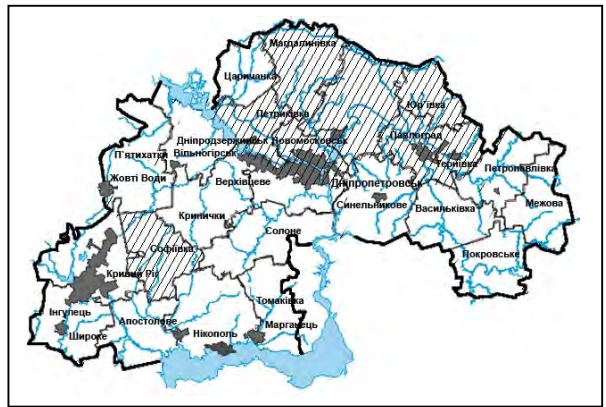 Магдалинівка
Царичанка
Юр'ївка
Петриківка
Дніпродзержинськ Новомосковськ
Павлоград
П'ятихатки
Вільногірськ
Тернівка
Петропавлівка
Жовті Води
Верхівцеве
Дніпропетровськ
Синельникове
Васильківка
Межова
Кринички
Солоне
Софіївка
Покровське
Кривий Ріг
Томаківка
Інгулець
Апостолове
Нікополь
Марганець
Широке